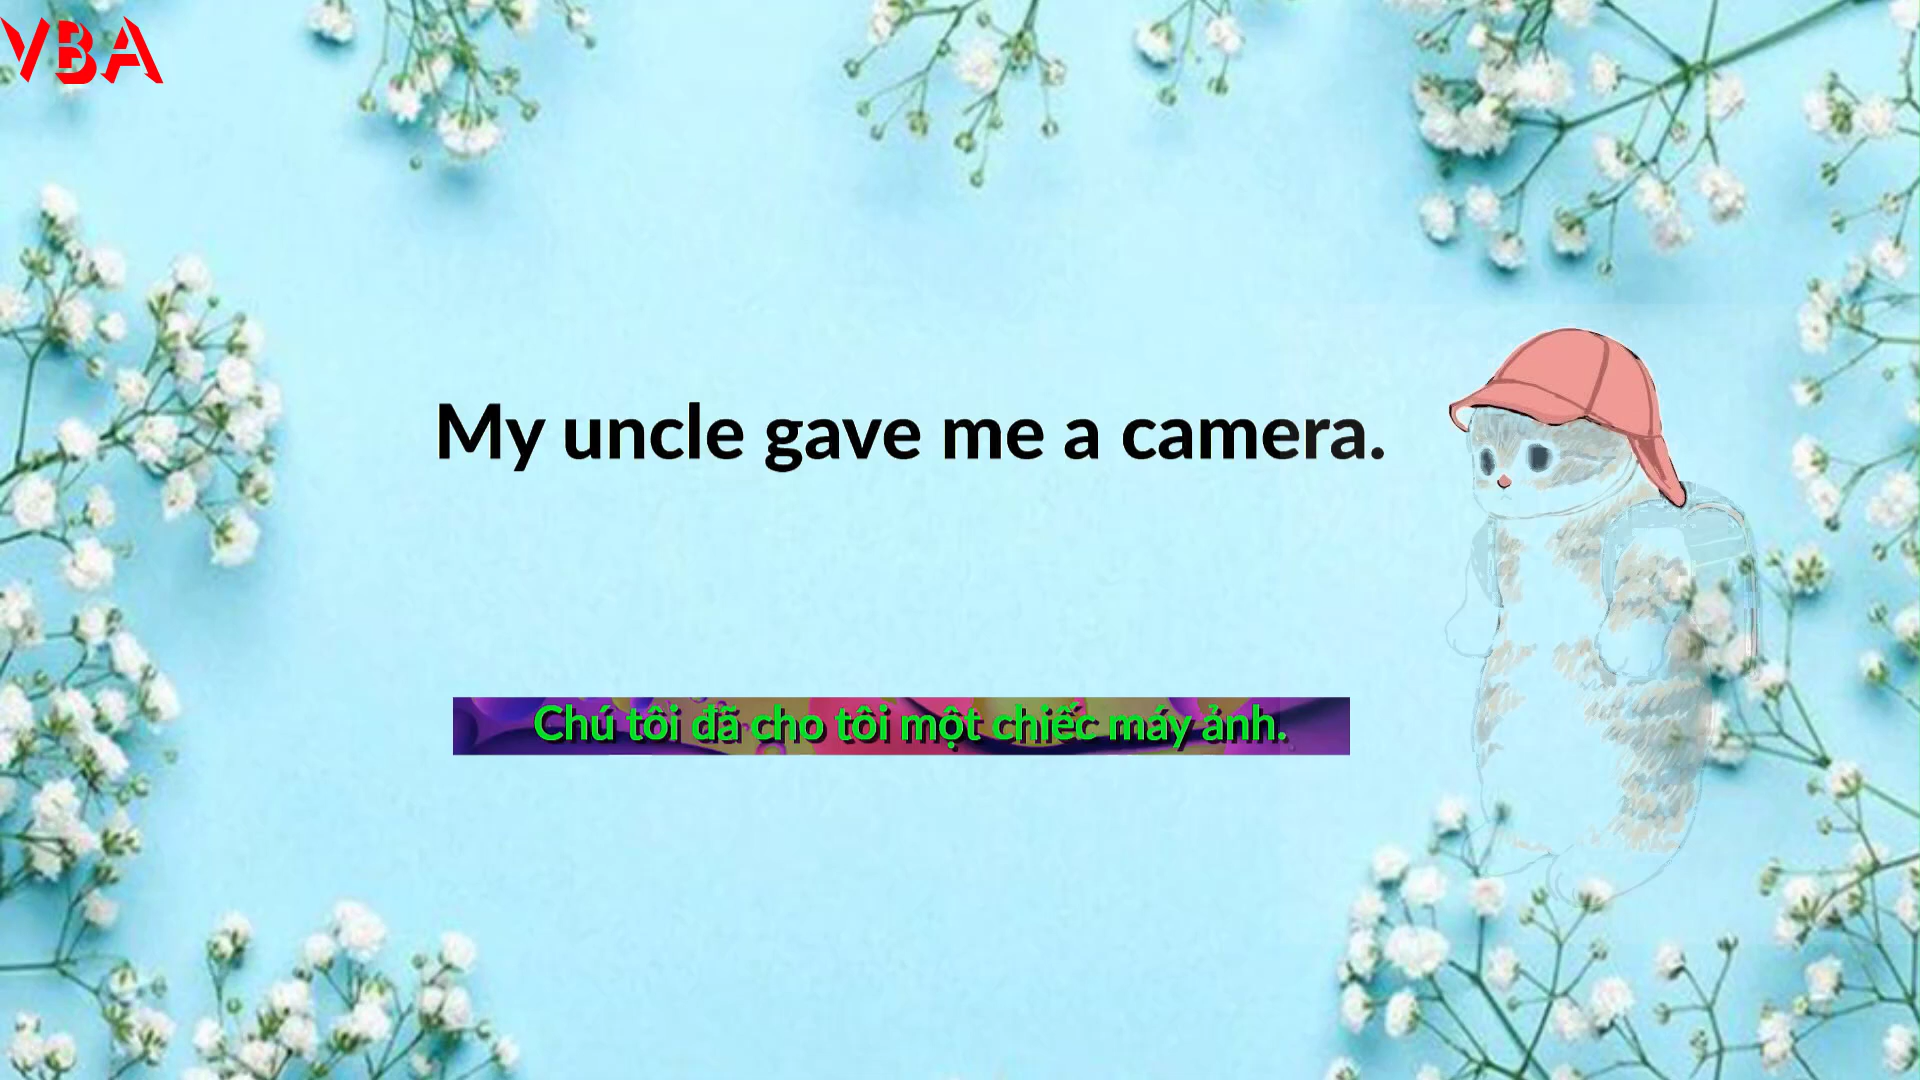 VBA
My uncle gave me a camera.
Chú tôi đã cho tôi một chiếc máy ảnh.